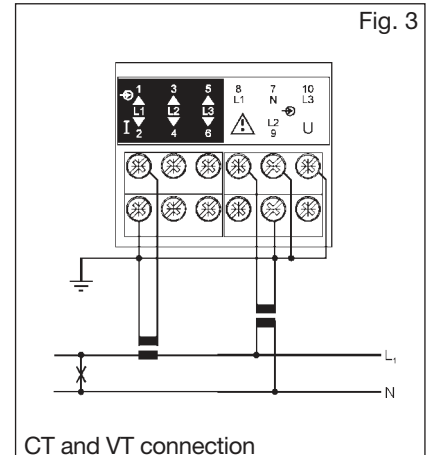 Fig. 3
1 3 5 8 7 10
L1 N L3
L1 L2 L3
L2
I 2 4 6 9 U
L1
N
CT and VT connection